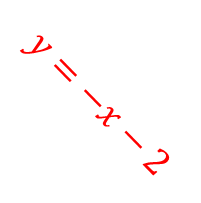 y = −x − 2